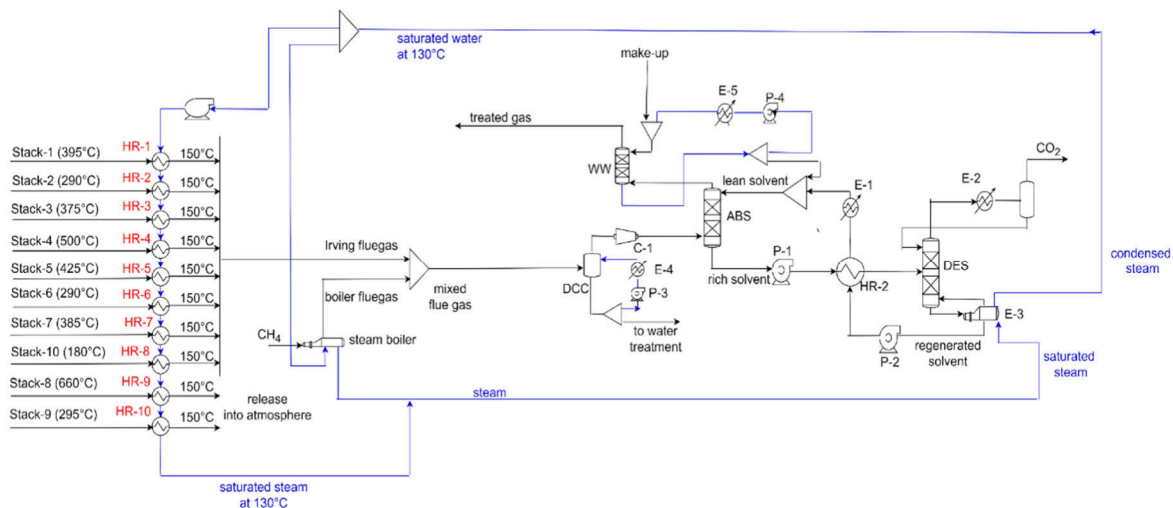 saturated water
at 130°C
make-up
E-5
P-4
treated gas
WW
Stack-1 (395°C)
HR-1
150°C
Stack-2 (290°C)
HR-2
150°C
Stack-3 (375°C)
HR-3
150°C
Stack-4 (500°C)
HR-4
150°C
Stack-5 (425°C)
HR-5
150°C
Stack-6 (290°C)
HR-6
150°C
Stack-7 (385°C)
HR-7
150°C
Stack-10 (180°C)
HR-8
150°C
Stack-8 (660°C)
HR-9
150°C
Stack-9 (295°C)
HR-10
150°C
release
into atmosphere
saturated steam
at 130°C
Irving fluegas
boiler fluegas
mixed
flue gas
CH4
steam boiler
steam
DCC
C-1
E-4
P-3
to water
treatment
lean solvent
ABS
rich solvent
P-1
E-1
HR-2
P-2
regenerated
solvent
E-2
CO2
DES
E-3
condensed
steam
saturated
steam